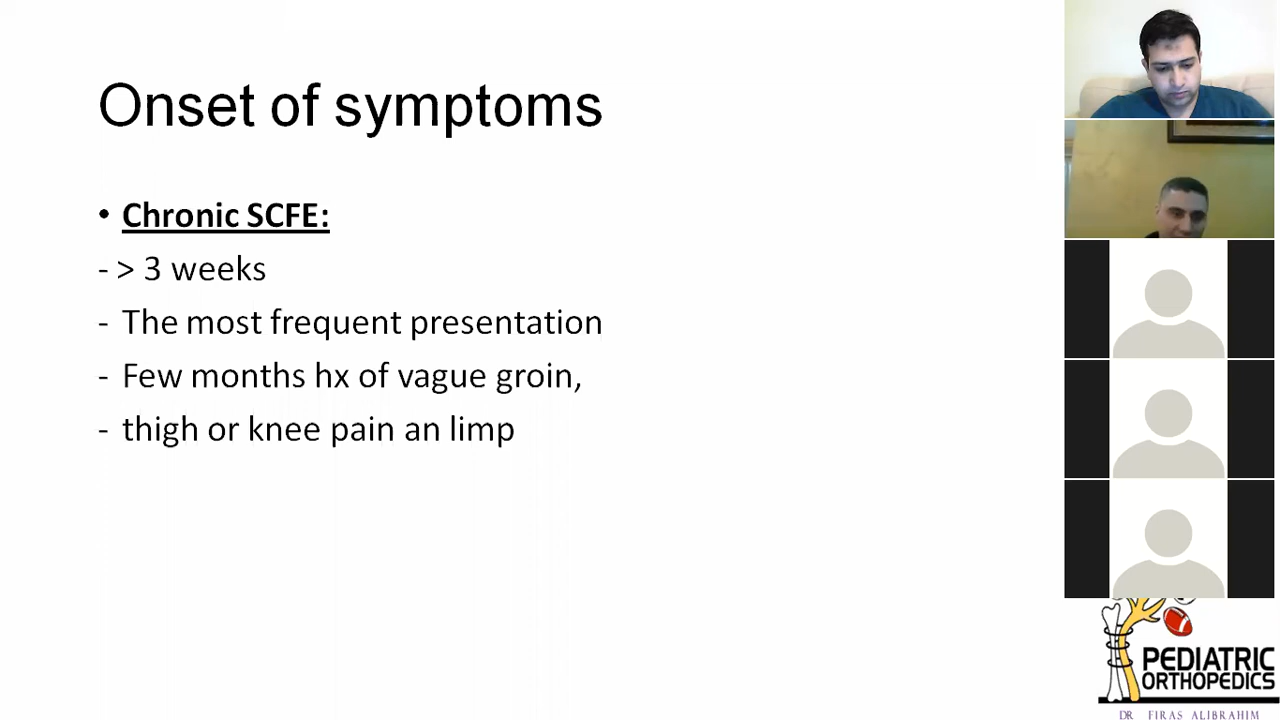 Onset of symptoms
• Chronic SCFE:
- > 3 weeks
- The most frequent presentation
- Few months hx of vague groin,
- thigh or knee pain an limp
PEDIATRIC
ORTHOPEDICS
DR FIRAS ALIBRAHIM